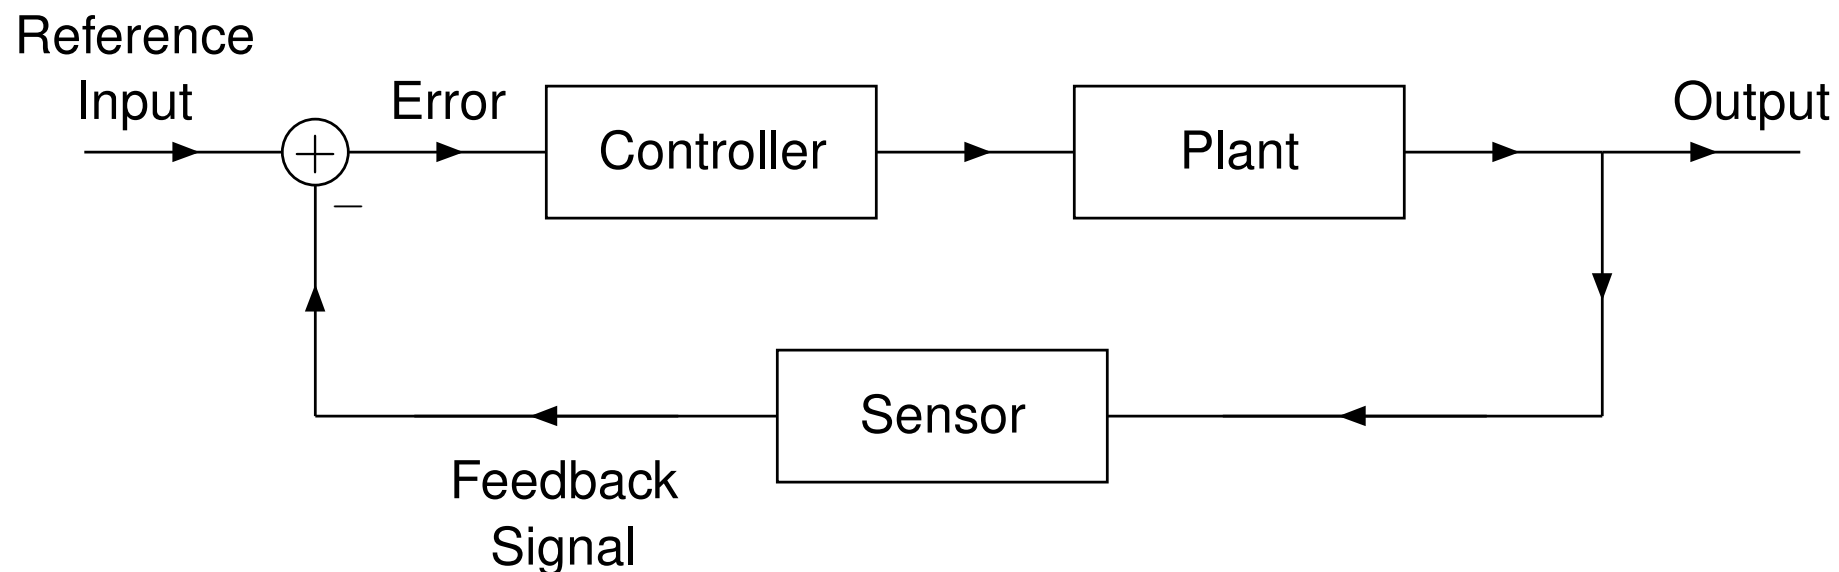 Reference
Input
Error
Controller
Plant
Output
+
−
Sensor
Feedback
Signal